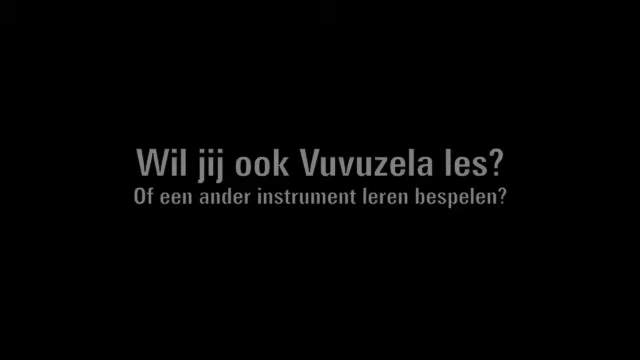 Wil jij ook Vuvuzela les?
Of een ander instrument leren bespelen?